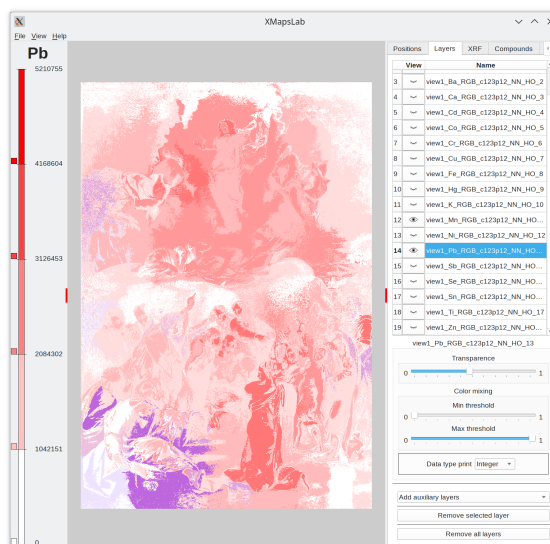 XMapsLab
File View Help
Pb
5210755
4168604
3126453
2084302
1042151
0
Positions Layers XRF Compounds
View Name
3 view1_Ba_RGB_c123p12_NN_HO_2
4 view1_Ca_RGB_c123p12_NN_HO_3
5 view1_Cd_RGB_c123p12_NN_HO_4
6 view1_Co_RGB_c123p12_NN_HO_5
7 view1_Cr_RGB_c123p12_NN_HO_6
8 view1_Cu_RGB_c123p12_NN_HO_7
9 view1_Fe_RGB_c123p12_NN_HO_8
10 view1_Hg_RGB_c123p12_NN_HO_9
11 view1_K_RGB_c123p12_NN_HO_10
12 view1_Mn_RGB_c123p12_NN_HO...
13 view1_Ni_RGB_c123p12_NN_HO_12
14 view1_Pb_RGB_c123p12_NN_HO...
15 view1_Sb_RGB_c123p12_NN_HO...
16 view1_Se_RGB_c123p12_NN_HO...
17 view1_Sn_RGB_c123p12_NN_HO...
18 view1_Ti_RGB_c123p12_NN_HO_17
19 view1_Zn_RGB_c123p12_NN_HO...
view1_Pb_RGB_c123p12_NN_HO_13
Transparence
0 1
Color mixing
Min threshold
0 1
Max threshold
0 1
Data type print Integer
Add auxiliary layers
Remove selected layer
Remove all layers